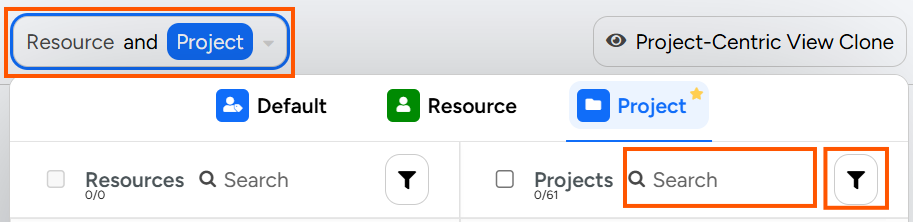 Resource and Project
Project-Centric View Clone
Default
Resource
Project
Resources
0/0
Search
Projects
0/61
Search